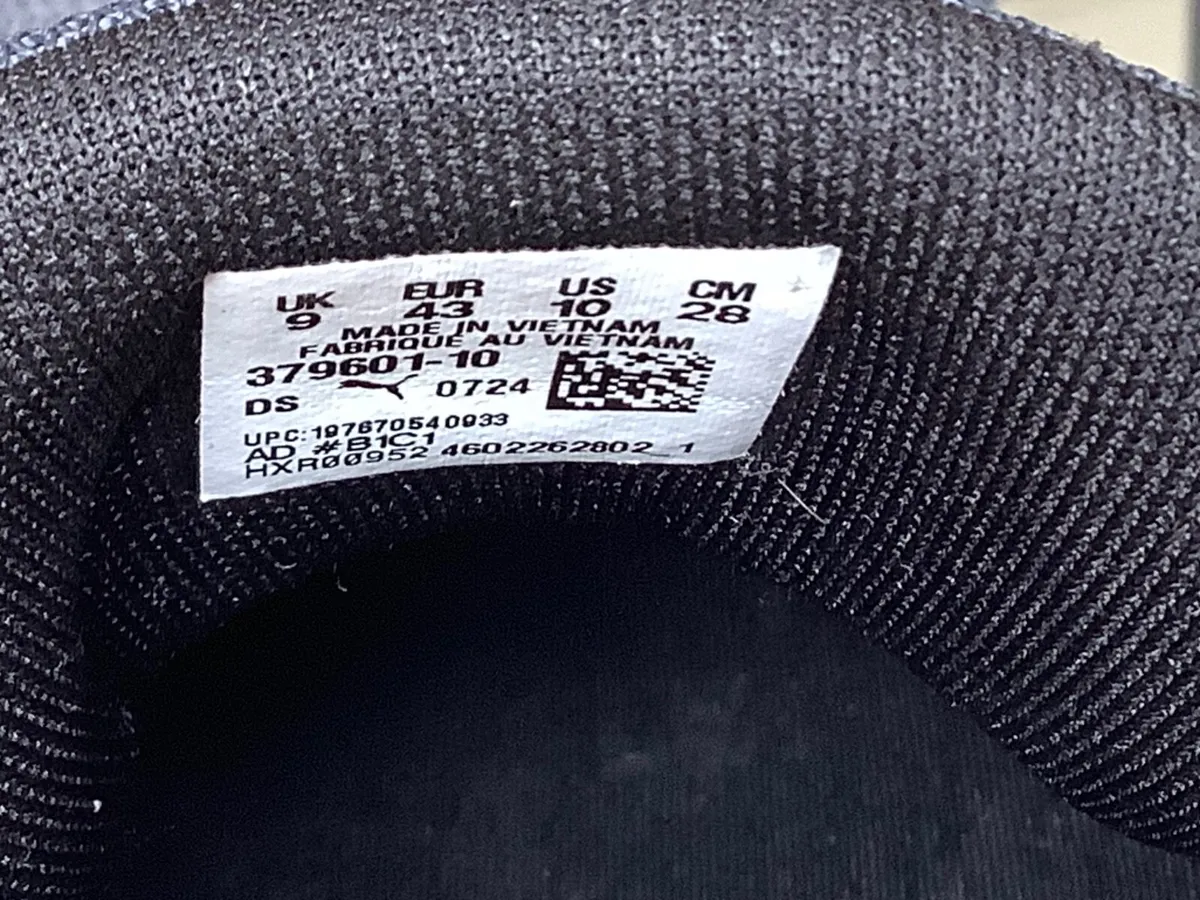 UK EUR US CM
9 43 10 28
MADE IN VIETNAM
FABRIQUE AU VIETNAM
379601-10
DS 0724
UPC:197670540933
AD #B1C1
HXR00952 4602262802_1